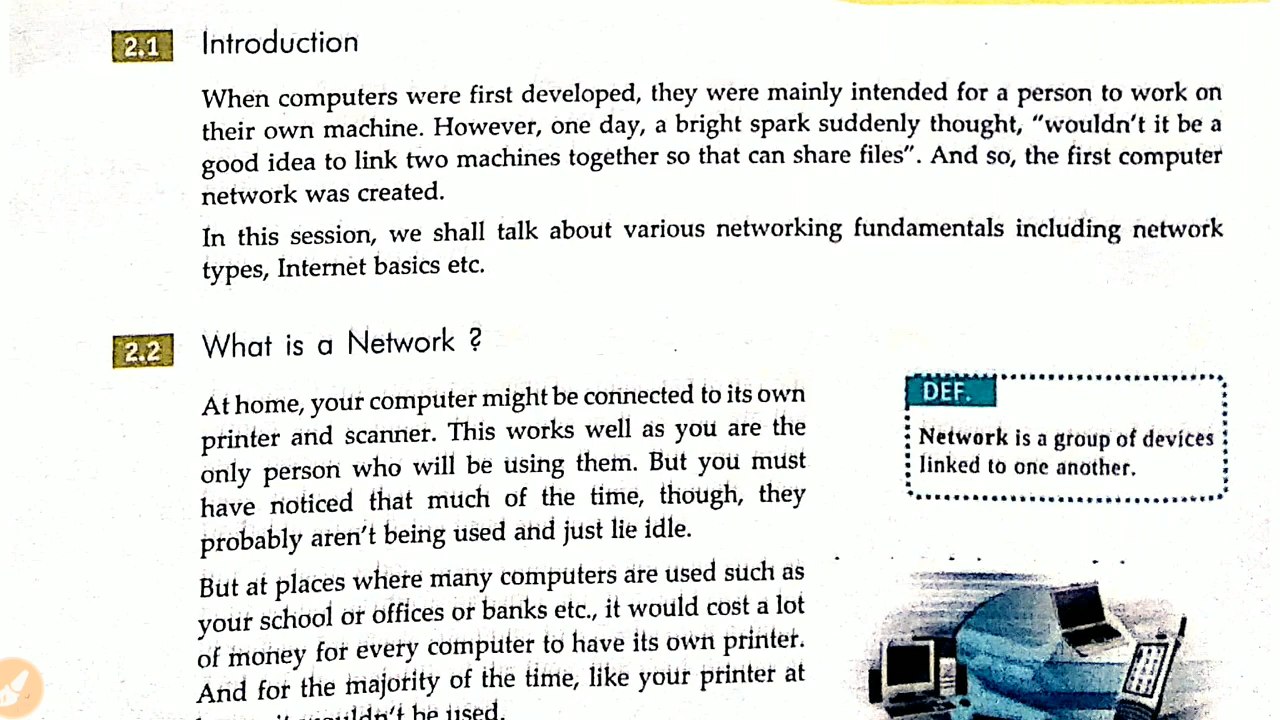 2.1 Introduction
When computers were first developed, they were mainly intended for a person to work on
their own machine. However, one day, a bright spark suddenly thought, "wouldn't it be a
good idea to link two machines together so that can share files". And so, the first computer
network was created.
In this session, we shall talk about various networking fundamentals including network
types, Internet basics etc.
2.2 What is a Network ?
At home, your computer might be connected to its own
printer and scanner. This works well as you are the
only person who will be using them. But you must
have noticed that much of the time, though, they
probably aren't being used and just lie idle.
But at places where many computers are used such as
your school or offices or banks etc., it would cost a lot
of money for every computer to have its own printer.
And for the majority of the time, like your printer at
be used.
DEF.
Network is a group of devices
linked to one another.